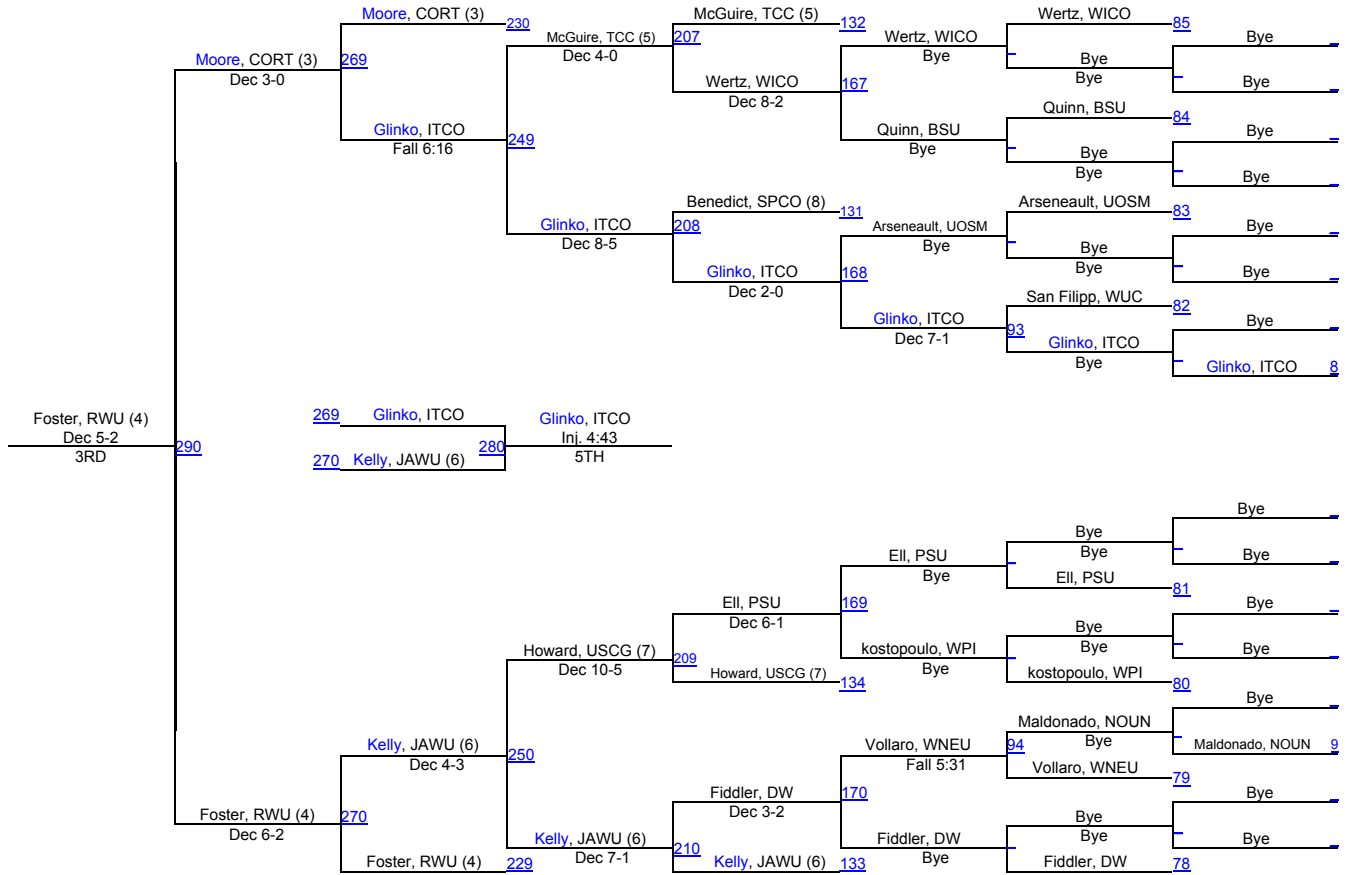 Moore, CORT (3)
230
McGuire, TCC (5)
132
Wertz, WICO
85
Bye
Moore, CORT (3)
Dec 3-0
269
McGuire, TCC (5)
Dec 4-0
207
Wertz, WICO
Bye
Bye
Bye
Bye
Wertz, WICO
Dec 8-2
167
Glinko, ITCO
Fall 6:16
249
Quinn, BSU
Bye
Quinn, BSU
84
Bye
Bye
Bye
Bye
Benedict, SPCO (8)
131
Arseneault, UOSM
83
Glinko, ITCO
Dec 8-5
208
Arseneault, UOSM
Bye
Bye
Bye
Bye
Bye
Glinko, ITCO
Dec 2-0
168
San Filipp, WUC
82
Glinko, ITCO
Dec 7-1
93
Bye
Glinko, ITCO
Bye
Glinko, ITCO
8
Foster, RWU (4)
Dec 5-2
3RD
290
269
Glinko, ITCO
270
Kelly, JAWU (6)
280
Glinko, ITCO
Inj. 4:43
5TH
Bye
Bye
Bye
Bye
Ell, PSU
Bye
Ell, PSU
81
Ell, PSU
Dec 6-1
169
Bye
Bye
Bye
Bye
Howard, USCG (7)
Dec 10-5
209
kostopoulo, WPI
Bye
kostopoulo, WPI
80
Howard, USCG (7)
134
Bye
Maldonado, NOUN
Bye
Maldonado, NOUN
9
Kelly, JAWU (6)
Dec 4-3
250
Vollaro, WNEU
Fall 5:31
94
Vollaro, WNEU
79
Fiddler, DW
Dec 3-2
170
Bye
Foster, RWU (4)
Dec 6-2
270
Bye
Bye
Bye
Kelly, JAWU (6)
Dec 7-1
210
Fiddler, DW
Bye
Foster, RWU (4)
229
Kelly, JAWU (6)
133
Fiddler, DW
78